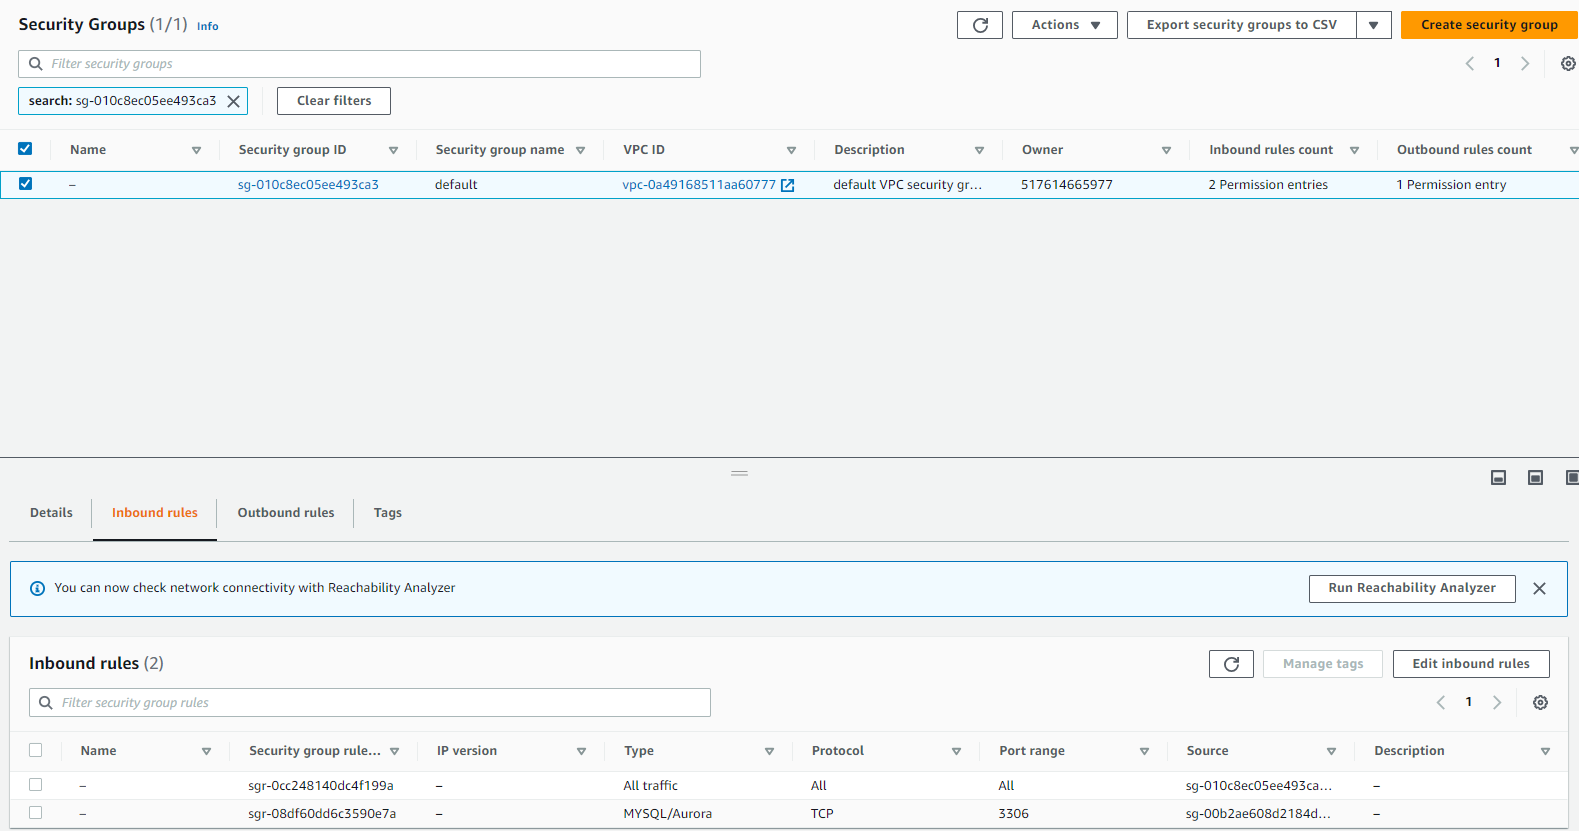 Security Groups (1/1) Info
Actions
Export security groups to CSV
Create security group
Filter security groups
1
search: sg-010c8ec05ee493ca3
Clear filters
Name Security group ID Security group name VPC ID Description Owner Inbound rules count Outbound rules count
– sg-010c8ec05ee493ca3 default vpc-0a49168511aa60777 default VPC security gr... 517614665977 2 Permission entries 1 Permission entry
Details Inbound rules Outbound rules Tags
You can now check network connectivity with Reachability Analyzer
Run Reachability Analyzer
Inbound rules (2)
Manage tags
Edit inbound rules
Filter security group rules
1
Name Security group rule... IP version Type Protocol Port range Source Description
– sgr-0cc248140dc4f199a – All traffic All All sg-010c8ec05ee493ca... –
– sgr-08df60dd6c3590e7a – MYSQL/Aurora TCP 3306 sg-00b2ae608d2184d... –